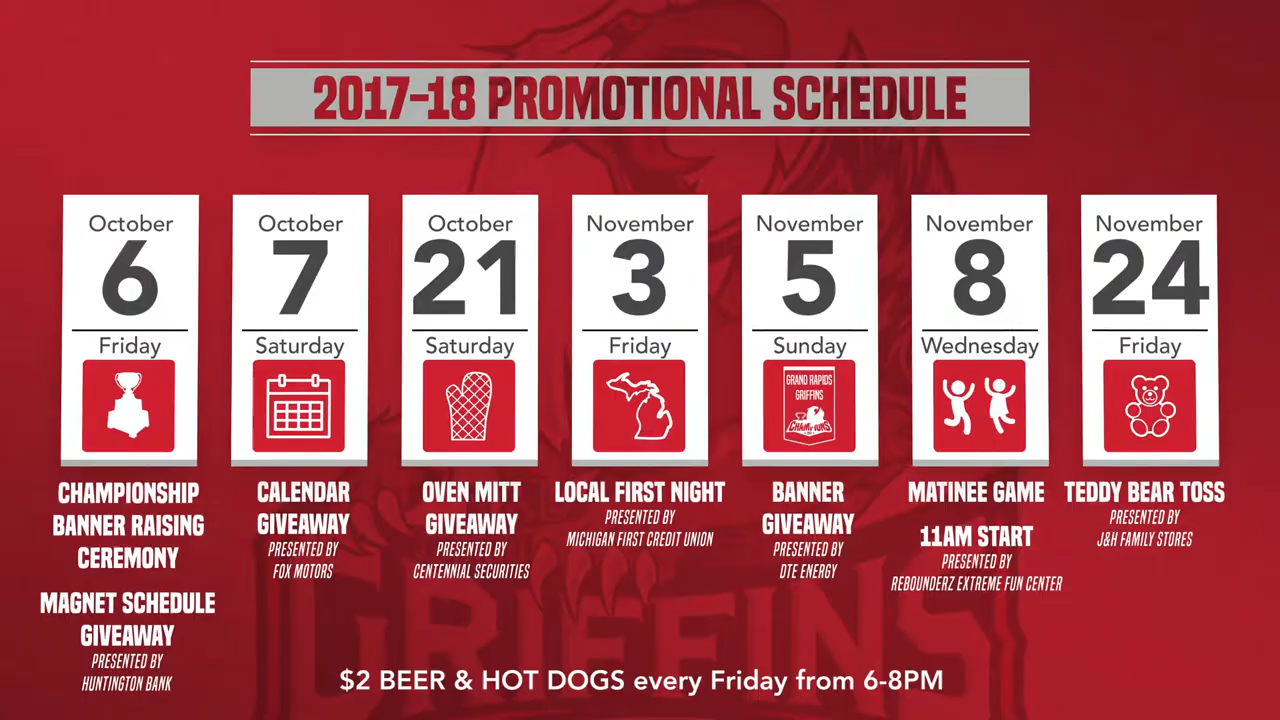 2017-18 PROMOTIONAL SCHEDULE
October
6
Friday
CHAMPIONSHIP
BANNER RAISING
CEREMONY
MAGNET SCHEDULE
GIVEAWAY
PRESENTED BY
HUNTINGTON BANK
October
7
Saturday
CALENDAR
GIVEAWAY
PRESENTED BY
FOX MOTORS
October
21
Saturday
OVEN MITT
GIVEAWAY
PRESENTED BY
CENTENNIAL SECURITIES
November
3
Friday
LOCAL FIRST NIGHT
PRESENTED BY
MICHIGAN FIRST CREDIT UNION
November
5
Sunday
GRAND RAPIDS
GRIFFINS
CHAMPIONS
BANNER
GIVEAWAY
PRESENTED BY
DTE ENERGY
November
8
Wednesday
MATINEE GAME
11AM START
PRESENTED BY
REBOUNDERZ EXTREME FUN CENTER
November
24
Friday
TEDDY BEAR TOSS
PRESENTED BY
J&H FAMILY STORES
GRIFFINS
$2 BEER & HOT DOGS every Friday from 6-8PM